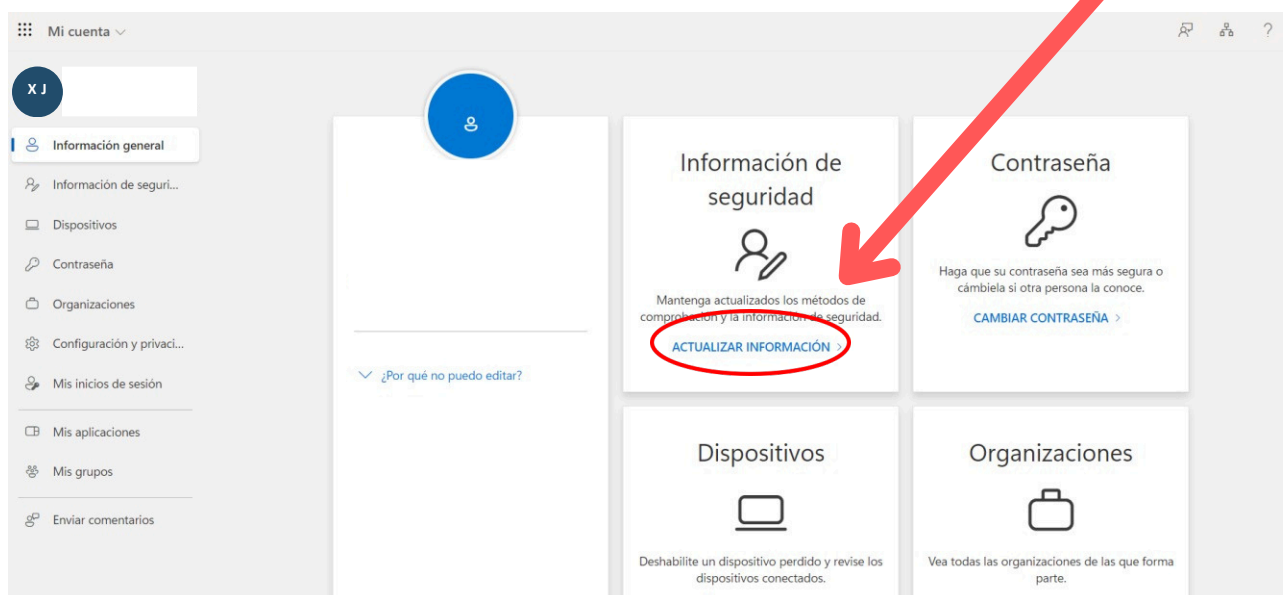 Mi cuenta
?
X J
Información general
Información de seguri...
Dispositivos
Contraseña
Organizaciones
Configuración y privaci...
Mis inicios de sesión
Mis aplicaciones
Mis grupos
Enviar comentarios
¿Por qué no puedo editar?
Información de
seguridad
Mantenga actualizados los métodos de
comprobación y la información de seguridad.
ACTUALIZAR INFORMACIÓN >
Contraseña
Haga que su contraseña sea más segura o
cámbiela si otra persona la conoce.
CAMBIAR CONTRASEÑA >
Dispositivos
Deshabilite un dispositivo perdido y revise los
dispositivos conectados.
Organizaciones
Vea todas las organizaciones de las que forma
parte.